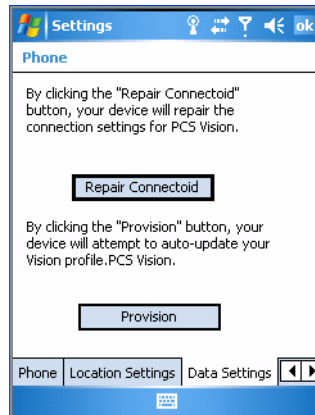 Settings
ok
Phone
By clicking the "Repair Connectoid"
button, your device will repair the
connection settings for PCS Vision.
Repair Connectoid
By clicking the "Provision" button, your
device will attempt to auto-update your
Vision profile.PCS Vision.
Provision
Phone Location Settings Data Settings